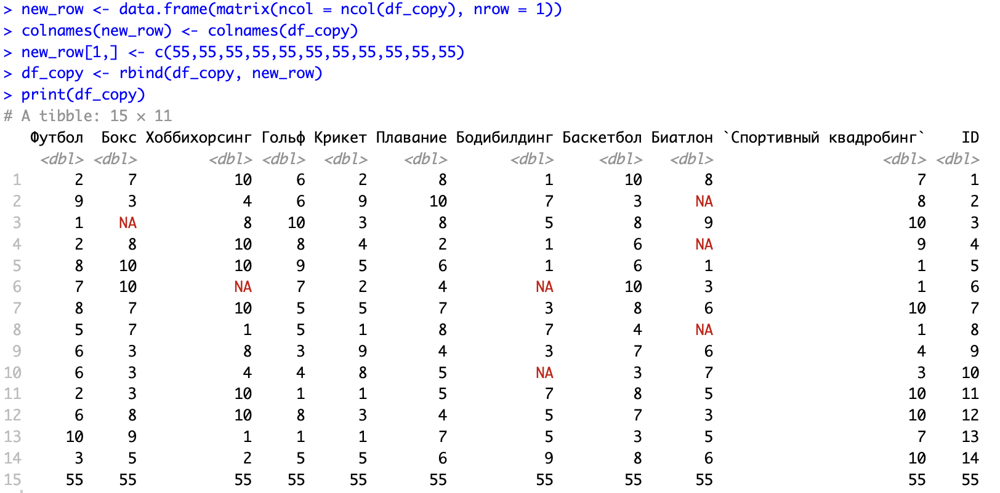 > new_row <- data.frame(matrix(ncol = ncol(df_copy), nrow = 1))
> colnames(new_row) <- colnames(df_copy)
> new_row[1,] <- c(55,55,55,55,55,55,55,55,55,55,55)
> df_copy <- rbind(df_copy, new_row)
> print(df_copy)
# A tibble: 15 × 11
Футбол Бокс Хоббихорсинг Гольф Крикет Плавание Бодибилдинг Баскетбол Биатлон `Спортивный квадробинг` ID
<dbl> <dbl> <dbl> <dbl> <dbl> <dbl> <dbl> <dbl> <dbl> <dbl> <dbl>
1 2 7 10 6 2 8 1 10 8 7 1
2 9 3 4 6 9 10 7 3 NA 8 2
3 1 NA 8 10 3 8 5 8 9 10 3
4 2 8 10 8 4 2 1 6 NA 9 4
5 8 10 10 9 5 6 1 6 1 1 5
6 7 10 NA 7 2 4 NA 10 3 1 6
7 8 7 10 5 5 7 3 8 6 10 7
8 5 7 1 5 1 8 7 4 NA 1 8
9 6 3 8 3 9 4 3 7 6 4 9
10 6 3 4 4 8 5 NA 3 7 3 10
11 2 3 10 1 1 5 7 8 5 10 11
12 6 8 10 8 3 4 5 7 3 10 12
13 10 9 1 1 1 7 5 3 5 7 13
14 3 5 2 5 5 6 9 8 6 10 14
15 55 55 55 55 55 55 55 55 55 55 55